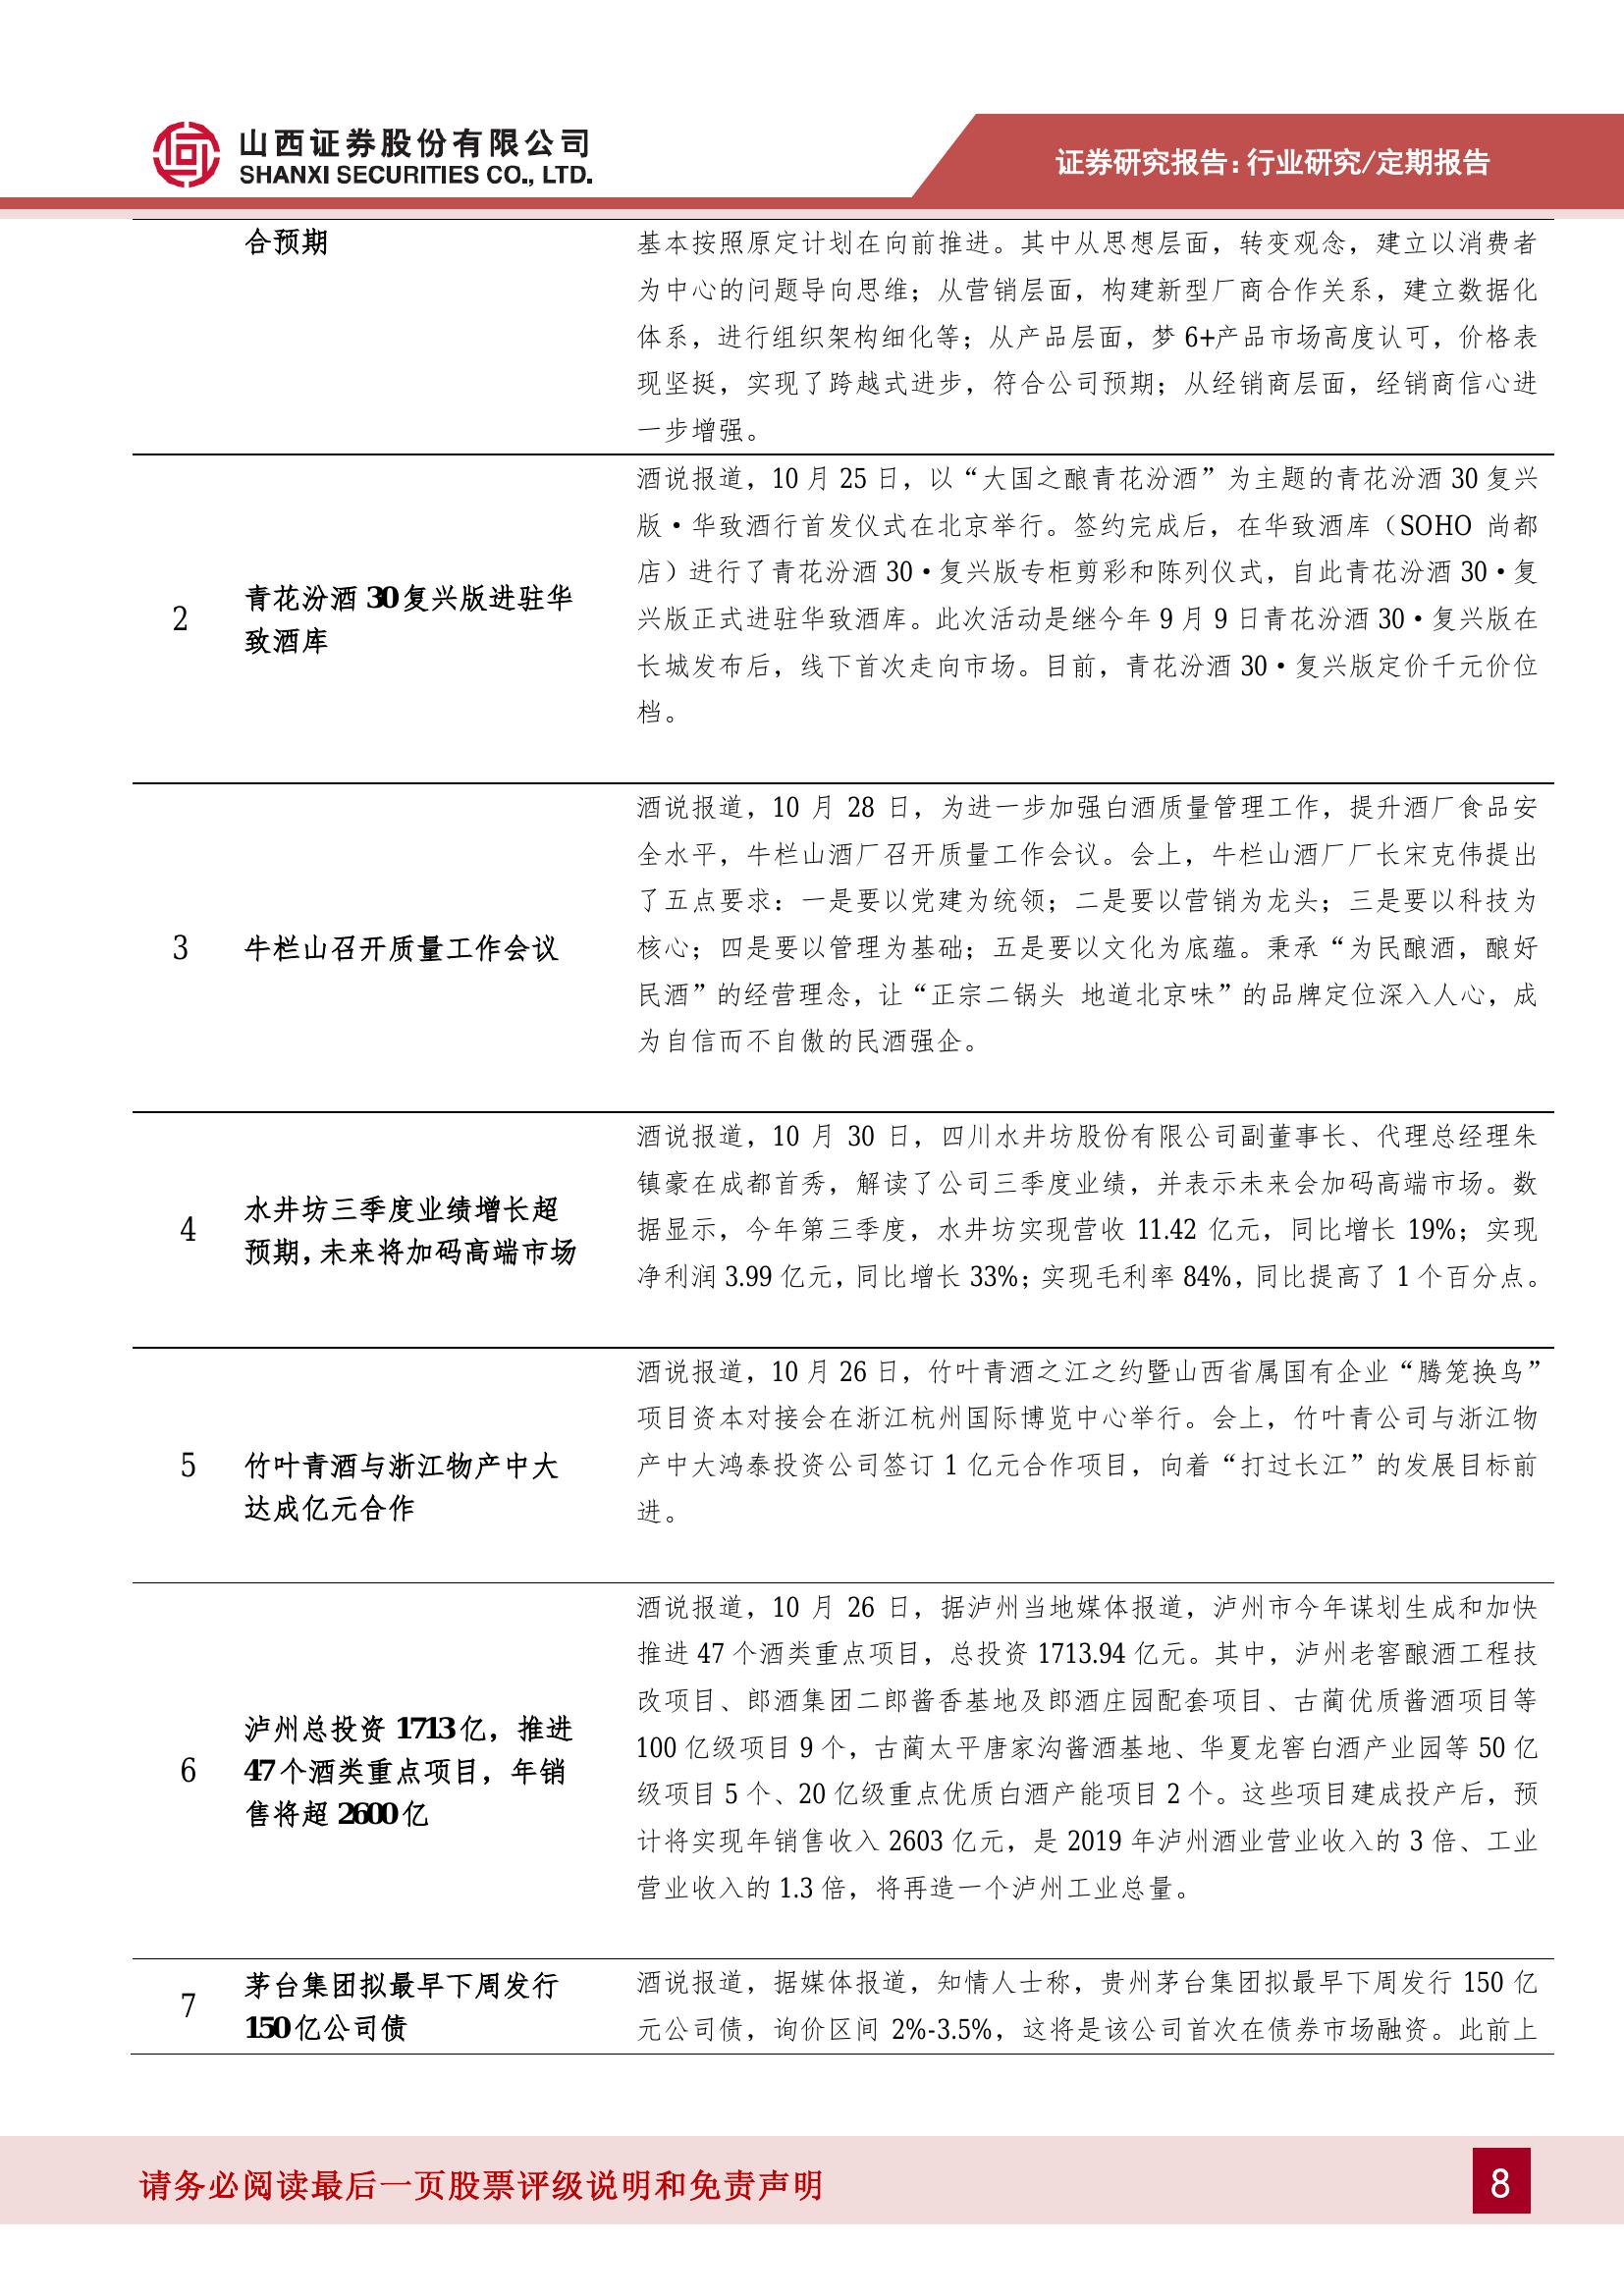 山西证券股份有限公司
SHANXI SECURITIES CO., LTD.
证券研究报告:行业研究/定期报告
合预期
基本按照原定计划在向前推进。其中从思想层面，转变观念，建立以消费者
为中心的问题导向思维；从营销层面，构建新型厂商合作关系，建立数据化
体系，进行组织架构细化等；从产品层面，梦 6+产品市场高度认可，价格表
现坚挺，实现了跨越式进步，符合公司预期；从经销商层面，经销商信心进
一步增强。
2
青花汾酒 30 复兴版进驻华
致酒库
酒说报道，10 月 25 日，以“大国之酿青花汾酒”为主题的青花汾酒 30 复兴
版·华致酒行首发仪式在北京举行。签约完成后，在华致酒库（SOHO 尚都
店）进行了青花汾酒 30·复兴版专柜剪彩和陈列仪式，自此青花汾酒 30·复
兴版正式进驻华致酒库。此次活动是继今年 9 月 9 日青花汾酒 30·复兴版在
长城发布后，线下首次走向市场。目前，青花汾酒 30·复兴版定价千元价位
档。
3
牛栏山召开质量工作会议
酒说报道，10 月 28 日，为进一步加强白酒质量管理工作，提升酒厂食品安
全水平，牛栏山酒厂召开质量工作会议。会上，牛栏山酒厂厂长宋克伟提出
了五点要求：一是要以党建为统领；二是要以营销为龙头；三是要以科技为
核心；四是要以管理为基础；五是要以文化为底蕴。秉承“为民酿酒，酿好
民酒”的经营理念，让“正宗二锅头 地道北京味”的品牌定位深入人心，成
为自信而不自傲的民酒强企。
4
水井坊三季度业绩增长超
预期，未来将加码高端市场
酒说报道，10 月 30 日，四川水井坊股份有限公司副董事长、代理总经理朱
镇豪在成都首秀，解读了公司三季度业绩，并表示未来会加码高端市场。数
据显示，今年第三季度，水井坊实现营收 11.42 亿元，同比增长 19%；实现
净利润 3.99 亿元，同比增长 33%；实现毛利率 84%，同比提高了 1 个百分点。
5
竹叶青酒与浙江物产中大
达成亿元合作
酒说报道，10 月 26 日，竹叶青酒之江之约暨山西省属国有企业“腾笼换鸟”
项目资本对接会在浙江杭州国际博览中心举行。会上，竹叶青公司与浙江物
产中大鸿泰投资公司签订 1 亿元合作项目，向着“打过长江”的发展目标前
进。
6
泸州总投资 1713 亿，推进
47 个酒类重点项目，年销
售将超 2600 亿
酒说报道，10 月 26 日，据泸州当地媒体报道，泸州市今年谋划生成和加快
推进 47 个酒类重点项目，总投资 1713.94 亿元。其中，泸州老窖酿酒工程技
改项目、郎酒集团二郎酱香基地及郎酒庄园配套项目、古蔺优质酱酒项目等
100 亿级项目 9 个，古蔺太平唐家沟酱酒基地、华夏龙窖白酒产业园等 50 亿
级项目 5 个、20 亿级重点优质白酒产能项目 2 个。这些项目建成投产后，预
计将实现年销售收入 2603 亿元，是 2019 年泸州酒业营业收入的 3 倍、工业
营业收入的 1.3 倍，将再造一个泸州工业总量。
7
茅台集团拟最早下周发行
150 亿公司债
酒说报道，据媒体报道，知情人士称，贵州茅台集团拟最早下周发行 150 亿
元公司债，询价区间 2%-3.5%，这将是该公司首次在债券市场融资。此前上
请务必阅读最后一页股票评级说明和免责声明
8